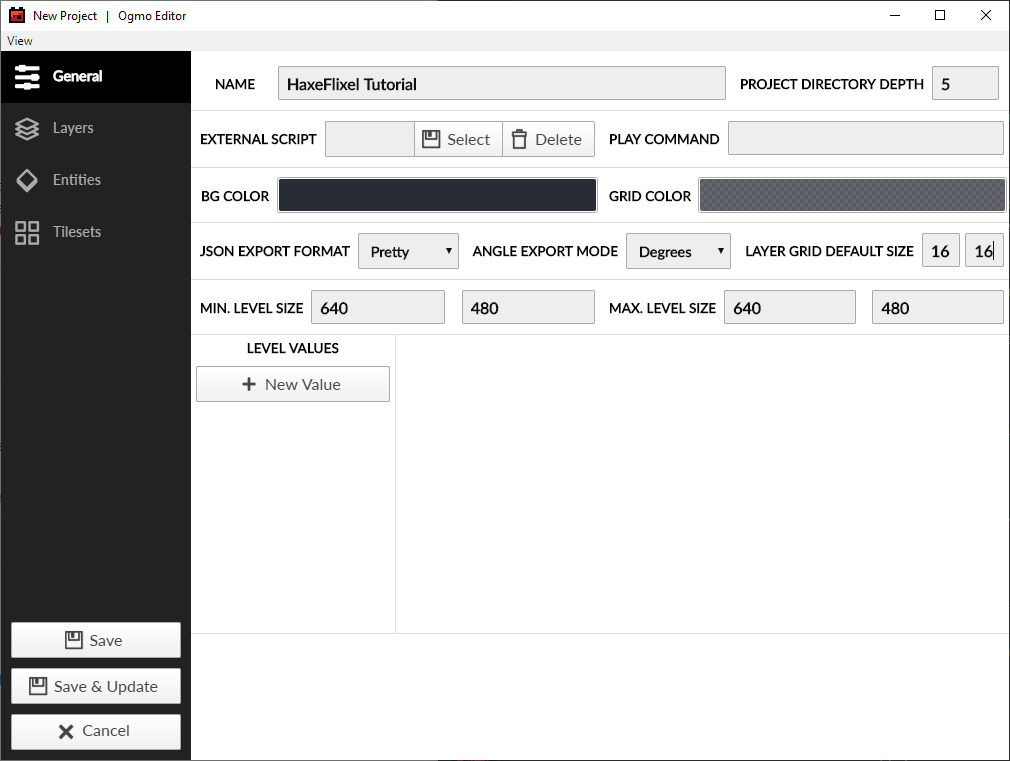 New Project | Ogmo Editor
View
General
Layers
Entities
Tilesets
Save
Save & Update
Cancel
NAME HaxeFlixel Tutorial PROJECT DIRECTORY DEPTH 5
EXTERNAL SCRIPT Select Delete PLAY COMMAND
BG COLOR GRID COLOR
JSON EXPORT FORMAT Pretty ANGLE EXPORT MODE Degrees LAYER GRID DEFAULT SIZE 16 16
MIN. LEVEL SIZE 640 480 MAX. LEVEL SIZE 640 480
LEVEL VALUES
New Value